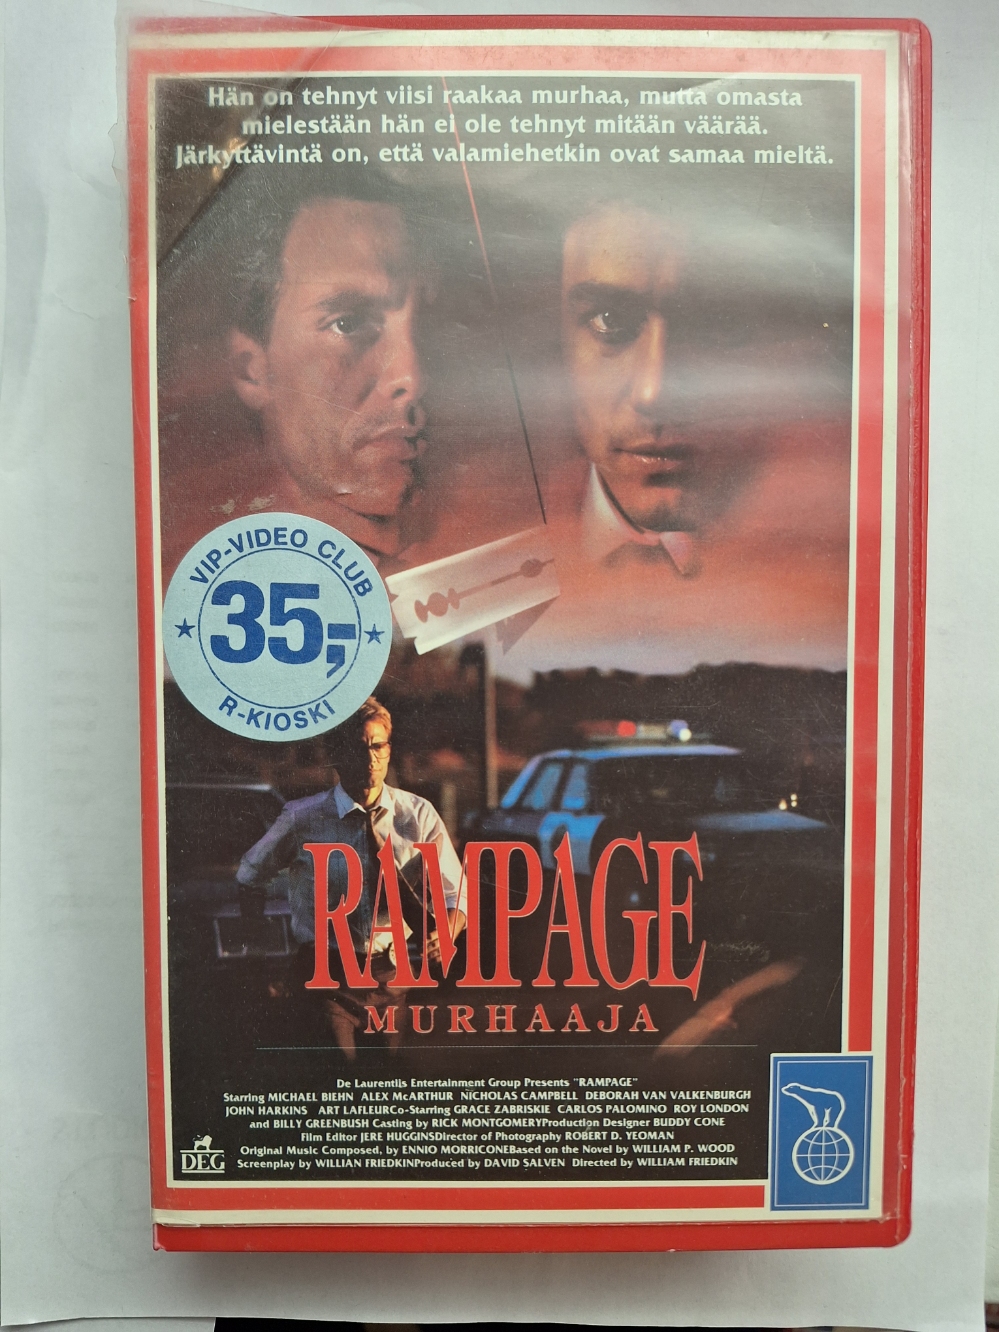 Hän on tehnyt viisi raakaa murhaa, mutta omasta
mielestään hän ei ole tehnyt mitään väärää.
Järkyttävintä on, että valamiehetkin ovat samaa mieltä.
VIP-VIDEO CLUB
35,-
R-KIOSKI
RAMPAGE
MURHAAJA
De Laurentiis Entertainment Group Presents "RAMPAGE"
Starring MICHAEL BIEHN ALEX McARTHUR NICHOLAS CAMPBELL DEBORAH VAN VALKENBURGH
JOHN HARKINS ART LAFLEURCo-Starring GRACE ZABRISKIE CARLOS PALOMINO ROY LONDON
and BILLY GREENBUSH Casting by RICK MONTGOMERYProduction Designer BUDDY CONE
Film Editor JERE HUGGINSDirector of Photography ROBERT D. YEOMAN
Original Music Composed, by ENNIO MORRICONEBased on the Novel by WILLIAM P. WOOD
Screenplay by WILLIAN FRIEDKINProduced by DAVID SALVEN Directed by WILLIAM FRIEDKIN
DEG